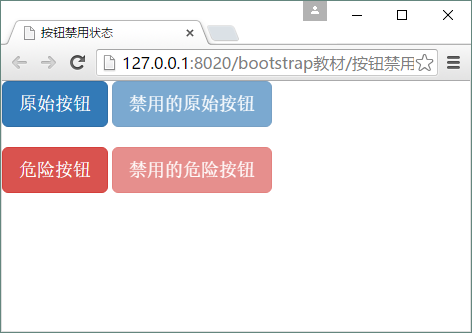 按钮禁用状态
127.0.0.1:8020/bootstrap教材/按钮禁用
原始按钮 禁用的原始按钮
危险按钮 禁用的危险按钮